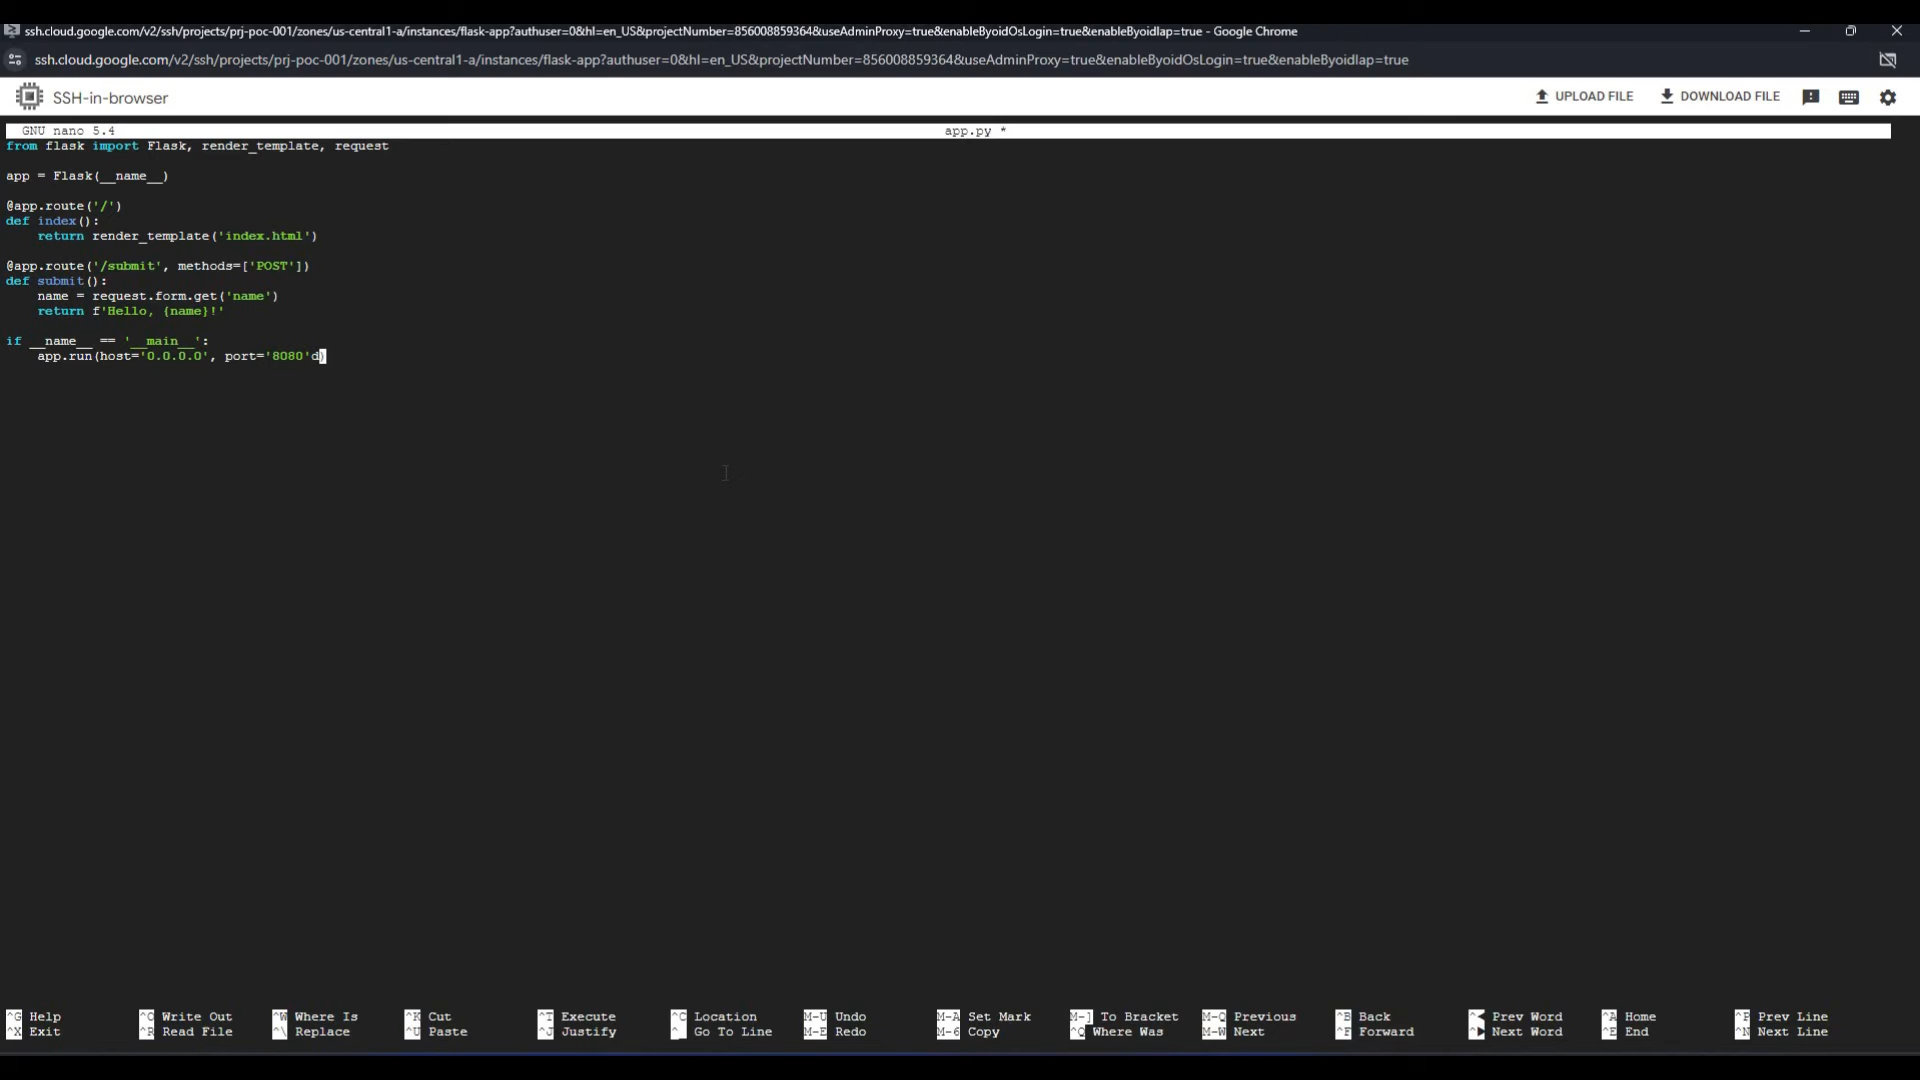 ssh.cloud.google.com/v2/ssh/projects/prj-poc-001/zones/us-central1-a/instances/flask-app?authuser=0&hl=en_US&projectNumber=856008859364&useAdminProxy=true&enableByoidOsLogin=true&enableByoidIap=true - Google Chrome
ssh.cloud.google.com/v2/ssh/projects/prj-poc-001/zones/us-central1-a/instances/flask-app?authuser=0&hl=en_US&projectNumber=856008859364&useAdminProxy=true&enableByoidOsLogin=true&enableByoidIap=true
SSH-in-browser UPLOAD FILE DOWNLOAD FILE
GNU nano 5.4 app.py *
from flask import Flask, render_template, request
app = Flask(__name__)
@app.route('/')
def index():
    return render_template('index.html')
@app.route('/submit', methods=['POST'])
def submit():
    name = request.form.get('name')
    return f'Hello, {name}!'
if __name__ == '__main__':
    app.run(host='0.0.0.0', port='8080'd)
^G Help ^O Write Out ^W Where Is ^K Cut ^T Execute ^C Location M-U Undo M-A Set Mark M-] To Bracket M-Q Previous ^B Back ^◀ Prev Word ^A Home ^P Prev Line
^X Exit ^R Read File ^\ Replace ^U Paste ^J Justify ^_ Go To Line M-E Redo M-6 Copy ^Q Where Was M-W Next ^F Forward ^▶ Next Word ^E End ^N Next Line